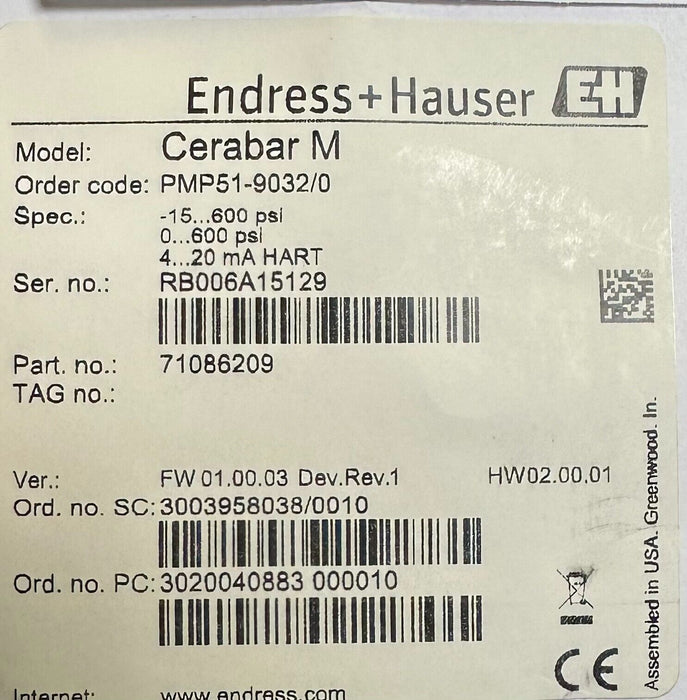 Endress+Hauser EH
Model: Cerabar M
Order code: PMP51-9032/0
Spec.: -15...600 psi
0...600 psi
4...20 mA HART
Ser. no.: RB006A15129
Part. no.: 71086209
TAG no.:
Ver.: FW 01.00.03 Dev.Rev.1 HW02.00.01
Ord. no. SC: 3003958038/0010
Ord. no. PC: 3020040883 000010
Internet: www.endress.com
CE
Assembled in USA. Greenwood. In.